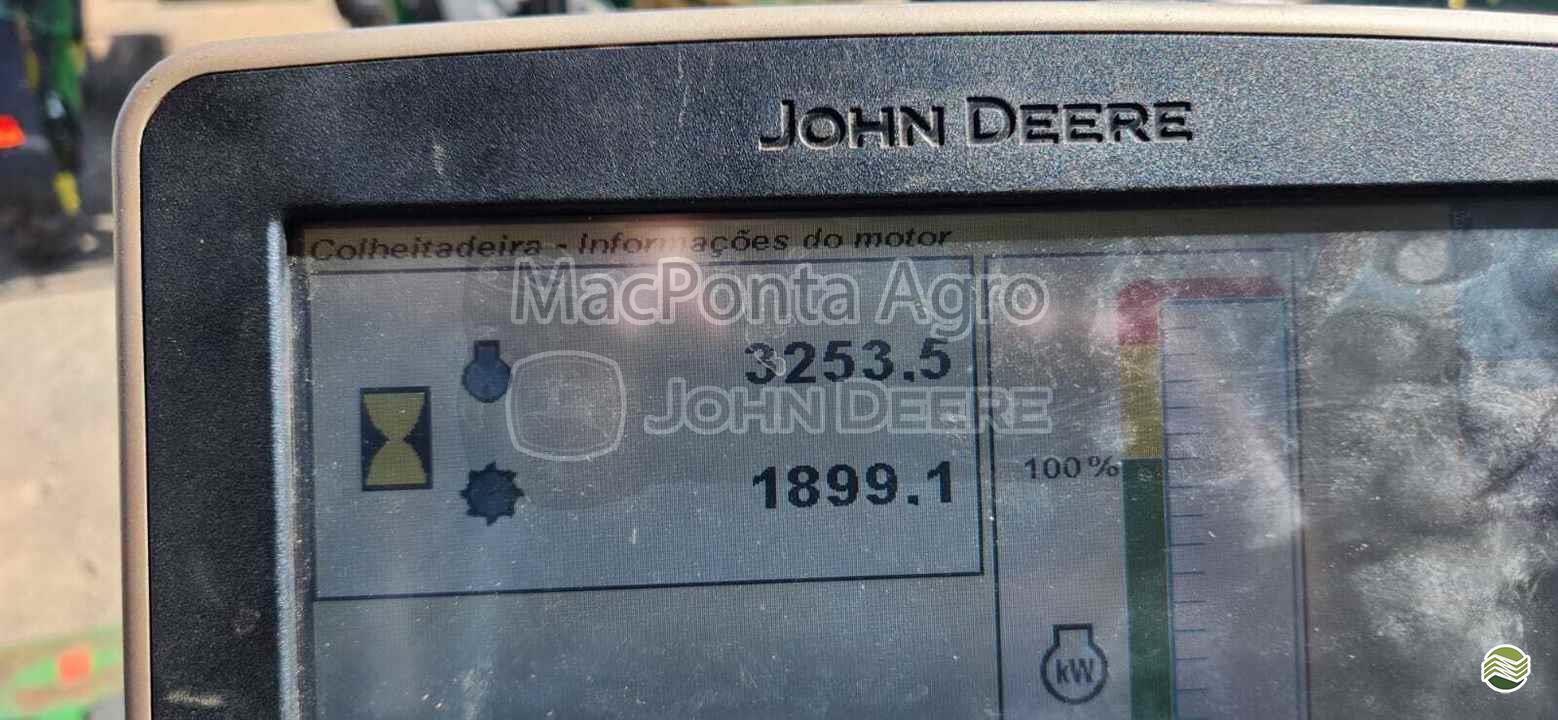 JOHN DEERE
Colheitadeira - Informações do motor
MacPonta Agro
3253.5
JOHN DEERE
100%
1899.1
kW